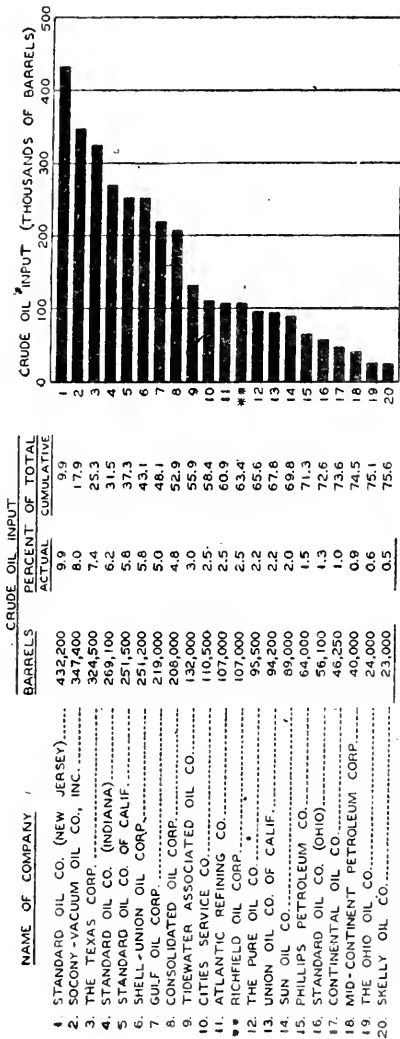 CRUDE OIL INPUT
NAME OF COMPANY BARRELS PERCENT OF TOTAL
ACTUAL CUMULATIVE
1. STANDARD OIL CO. (NEW JERSEY) 432,200 9.9 9.9
2. SOCONY-VACUUM OIL CO., INC. 347,400 8.0 17.9
3. THE TEXAS CORP. 324,500 7.4 25.3
4. STANDARD OIL CO. (INDIANA) 269,100 6.2 31.5
5 STANDARD OIL CO. OF CALIF. 251,500 5.8 37.3
6. SHELL-UNION OIL CORP. 251,200 5.8 43.1
7. GULF OIL CORP. 219,000 5.0 48.1
8. CONSOLIDATED OIL CORP. 208,000 4.8 52.9
9. TIDEWATER ASSOCIATED OIL CO. 132,000 3.0 55.9
10. CITIES SERVICE CO. 110,500 2.5 58.4
11. ATLANTIC REFINING CO. 107,000 2.5 60.9
** RICHFIELD OIL CORP. 107,000 2.5 63.4
12. THE PURE OIL CO. 95,500 2.2 65.6
13. UNION OIL CO. OF CALIF. 94,200 2.2 67.8
14. SUN OIL CO. 89,000 2.0 69.8
15. PHILLIPS PETROLEUM CO. 64,000 1.5 71.3
16. STANDARD OIL CO. (OHIO) 56,100 1.3 72.6
17. CONTINENTAL OIL CO. 46,250 1.0 73.6
18. MID-CONTINENT PETROLEUM CORP. 40,000 0.9 74.5
19. THE OHIO OIL CO. 24,000 0.6 75.1
20. SKELLY OIL CO. 23,000 0.5 75.6
CRUDE OIL INPUT (THOUSANDS OF BARRELS)
0 100 200 300 400 500
1
2
3
4
5
6
7
8
9
10
11
**
12
13
14
15
16
17
18
19
20